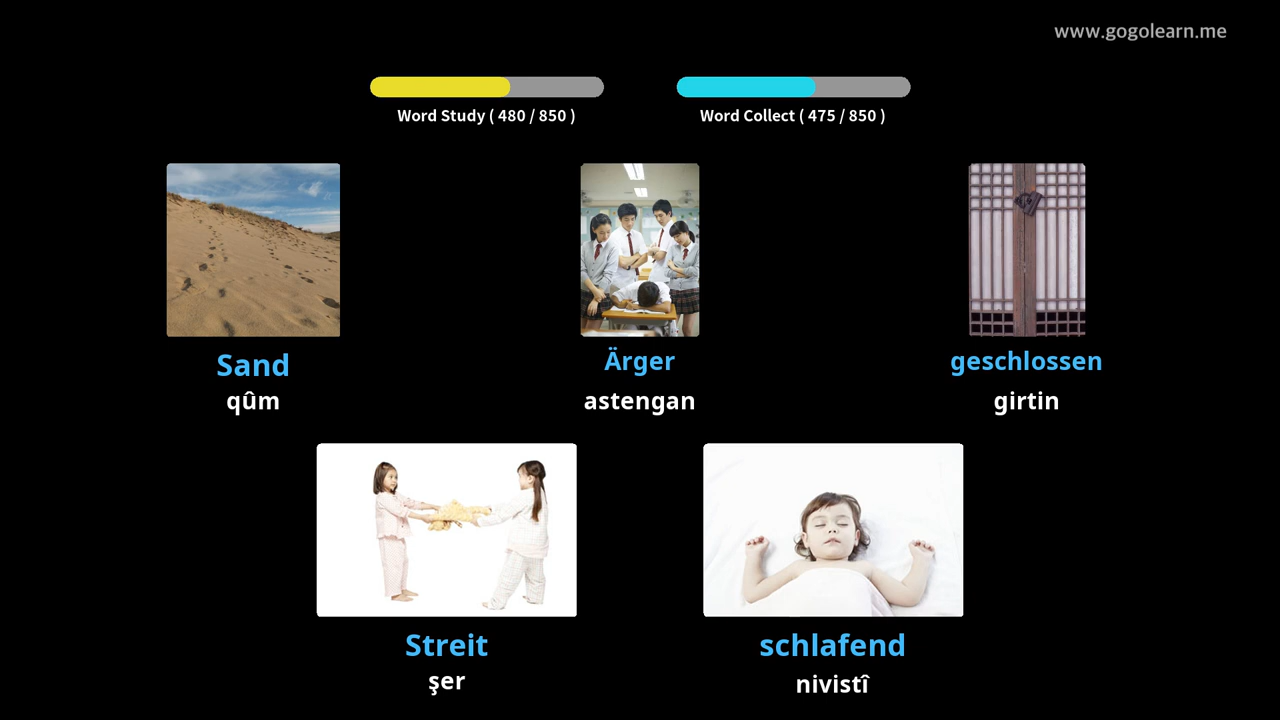 www.gogolearn.me
Word Study ( 480 / 850 )
Word Collect ( 475 / 850 )
Sand
qûm
Ärger
astengan
geschlossen
girtin
Streit
şer
schlafend
nivistî